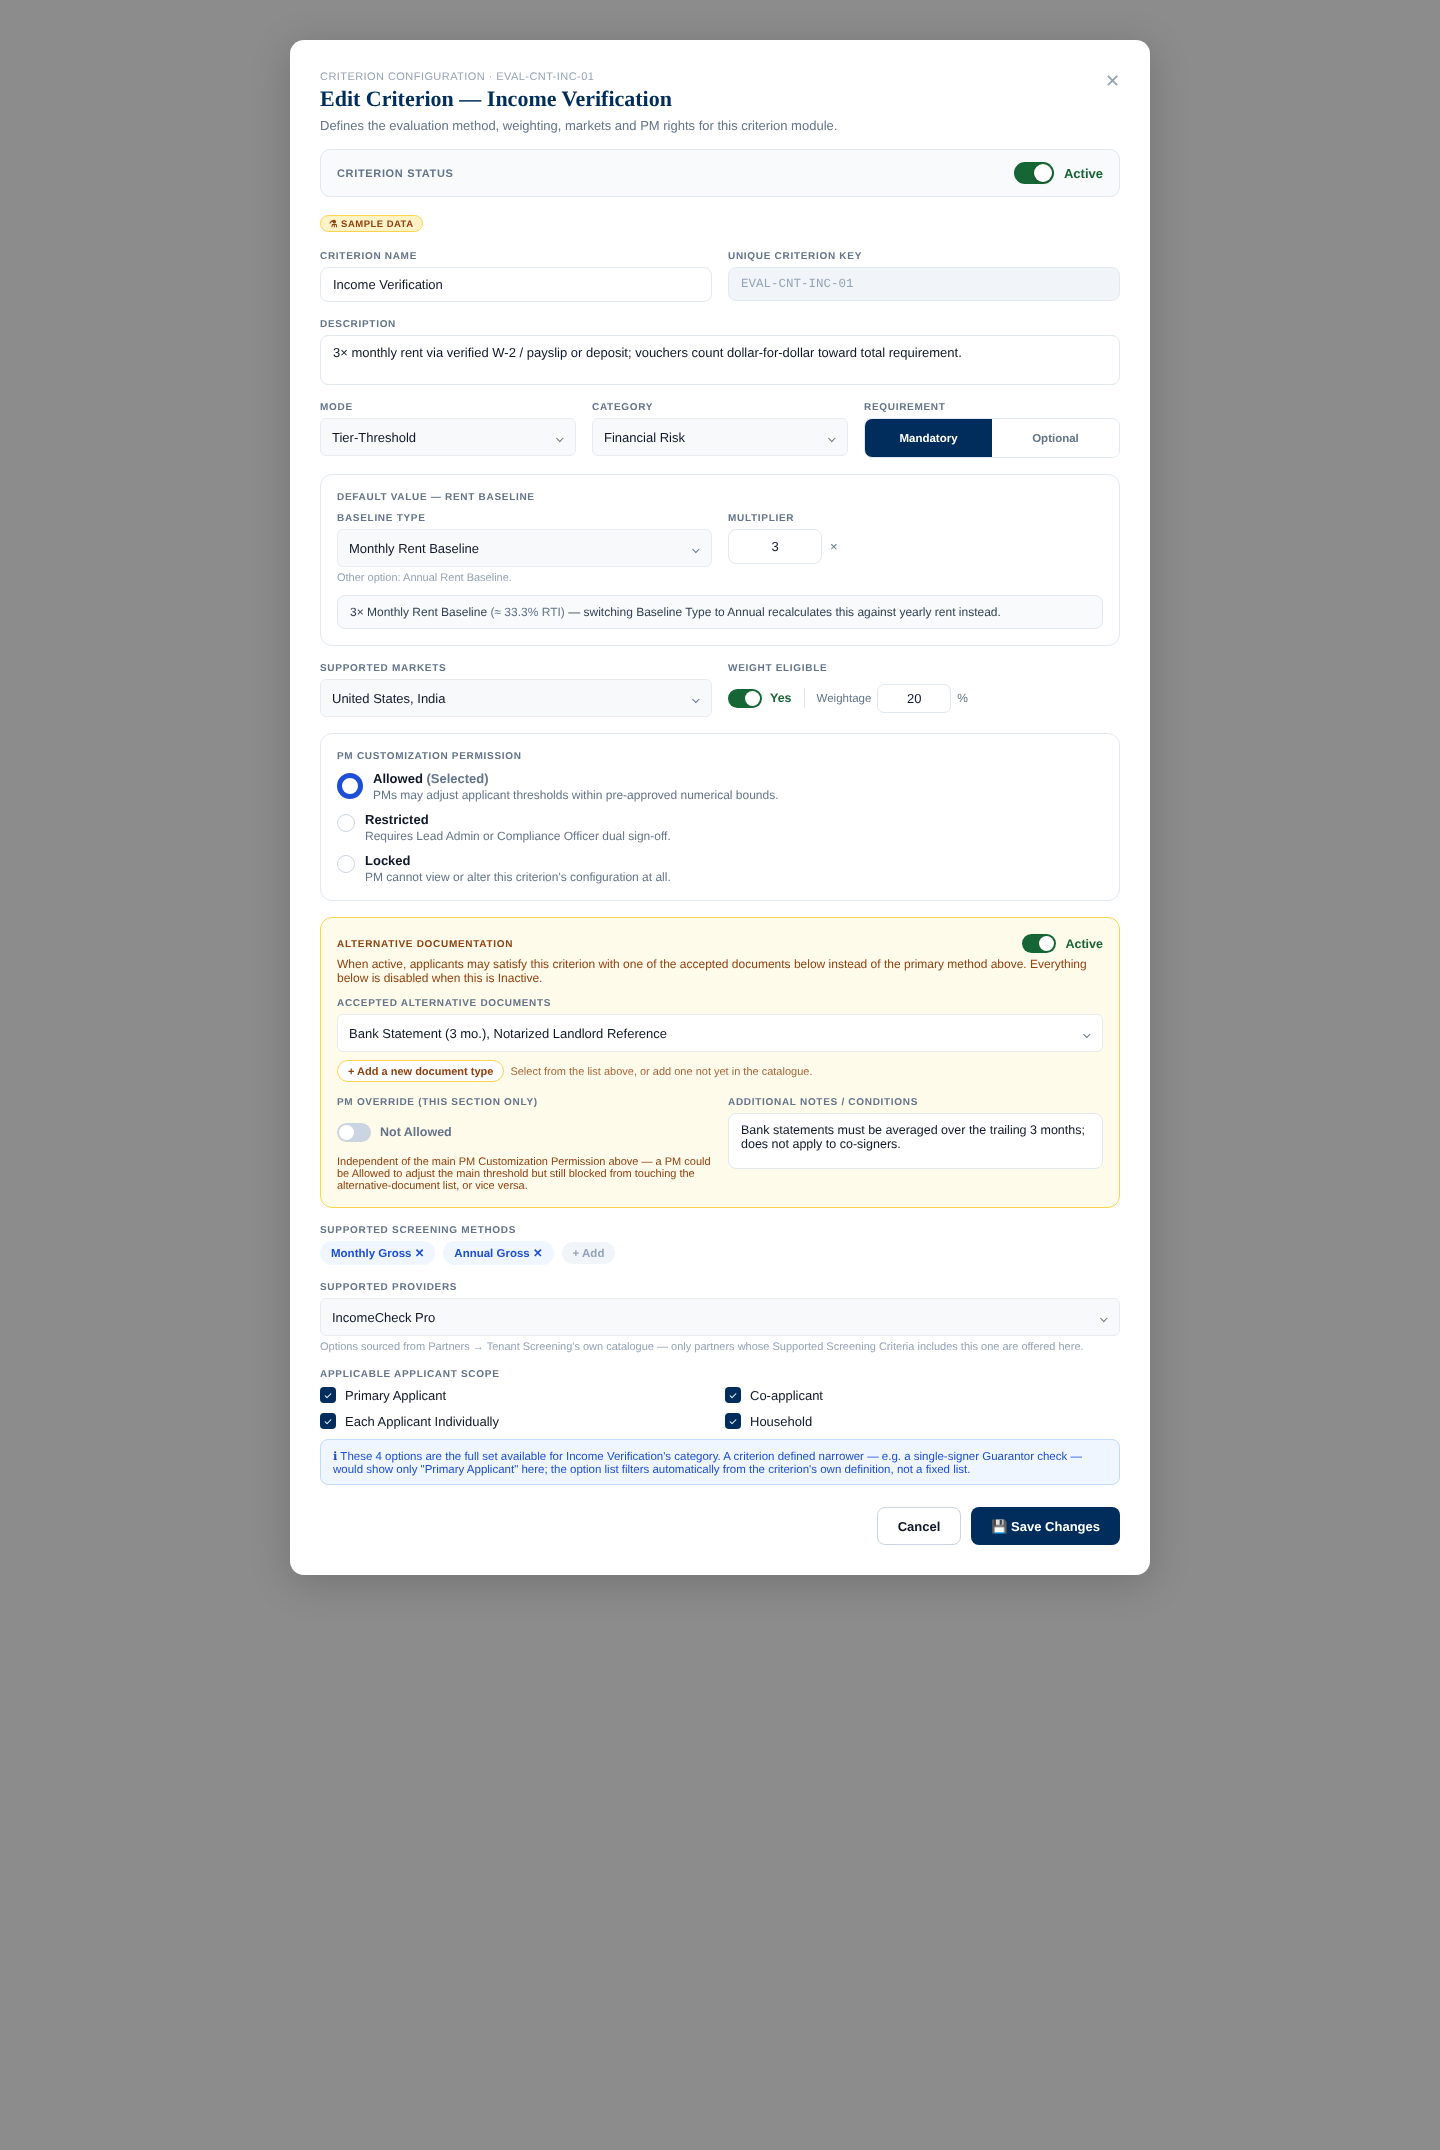 CRITERION CONFIGURATION · EVAL-CNT-INC-01
✕
Edit Criterion — Income Verification
Defines the evaluation method, weighting, markets and PM rights for this criterion module.
CRITERION STATUS
Active
⚗ SAMPLE DATA
CRITERION NAME
UNIQUE CRITERION KEY
Income Verification
EVAL-CNT-INC-01
DESCRIPTION
3× monthly rent via verified W-2 / payslip or deposit; vouchers count dollar-for-dollar toward total requirement.
MODE
CATEGORY
REQUIREMENT
Tier-Threshold
Financial Risk
Mandatory
Optional
DEFAULT VALUE — RENT BASELINE
BASELINE TYPE
MULTIPLIER
Monthly Rent Baseline
3
×
Other option: Annual Rent Baseline.
3× Monthly Rent Baseline (≈ 33.3% RTI) — switching Baseline Type to Annual recalculates this against yearly rent instead.
SUPPORTED MARKETS
WEIGHT ELIGIBLE
United States, India
Yes
Weightage
20
%
PM CUSTOMIZATION PERMISSION
Allowed (Selected)
PMs may adjust applicant thresholds within pre-approved numerical bounds.
Restricted
Requires Lead Admin or Compliance Officer dual sign-off.
Locked
PM cannot view or alter this criterion's configuration at all.
ALTERNATIVE DOCUMENTATION
Active
When active, applicants may satisfy this criterion with one of the accepted documents below instead of the primary method above. Everything
below is disabled when this is Inactive.
ACCEPTED ALTERNATIVE DOCUMENTS
Bank Statement (3 mo.), Notarized Landlord Reference
+ Add a new document type
Select from the list above, or add one not yet in the catalogue.
PM OVERRIDE (THIS SECTION ONLY)
ADDITIONAL NOTES / CONDITIONS
Not Allowed
Bank statements must be averaged over the trailing 3 months;
does not apply to co-signers.
Independent of the main PM Customization Permission above — a PM could
be Allowed to adjust the main threshold but still blocked from touching the
alternative-document list, or vice versa.
SUPPORTED SCREENING METHODS
Monthly Gross ✕
Annual Gross ✕
+ Add
SUPPORTED PROVIDERS
IncomeCheck Pro
Options sourced from Partners → Tenant Screening's own catalogue — only partners whose Supported Screening Criteria includes this one are offered here.
APPLICABLE APPLICANT SCOPE
Primary Applicant
Co-applicant
Each Applicant Individually
Household
ℹ These 4 options are the full set available for Income Verification's category. A criterion defined narrower — e.g. a single-signer Guarantor check —
would show only "Primary Applicant" here; the option list filters automatically from the criterion's own definition, not a fixed list.
Cancel
💾 Save Changes